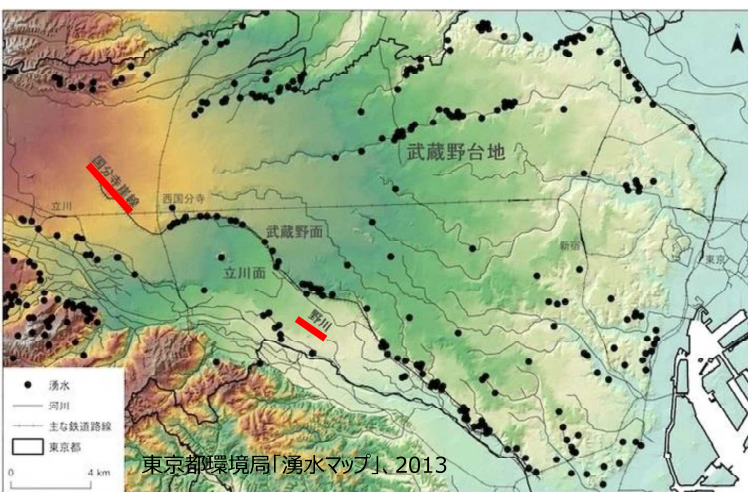 N
武蔵野台地
国分寺崖線
立川
西国分寺
武蔵野面
新宿
東京
立川面
野川
湧水
河川
主な鉄道路線
東京都
0 4 km
東京都環境局「湧水マップ」、2013